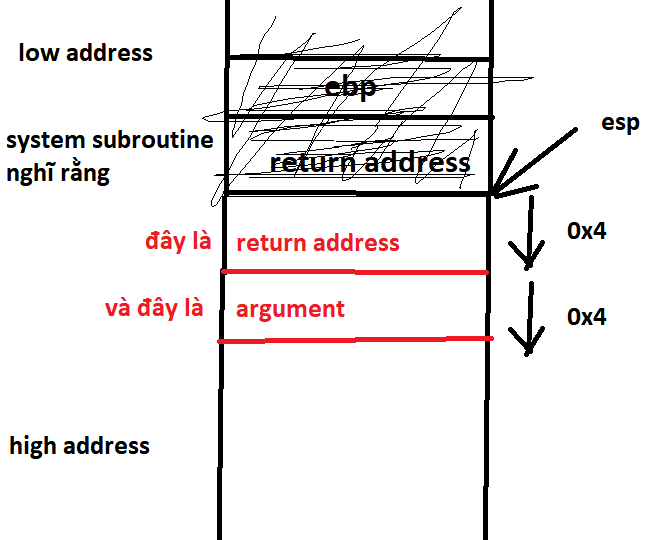 low address
ebp
system subroutine
nghĩ rằng
return address
esp
đây là
return address
0x4
và đây là
argument
0x4
high address